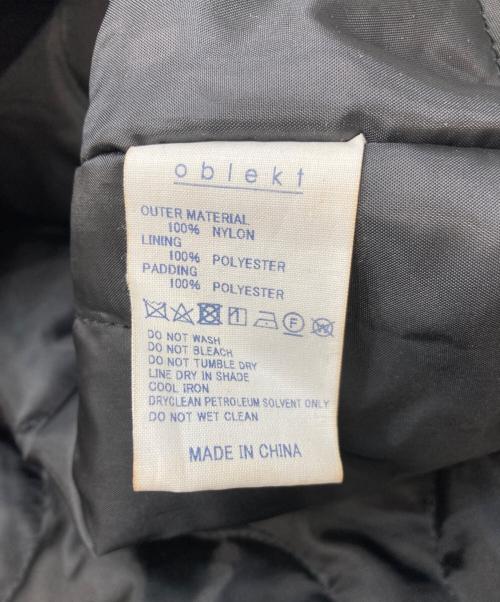 oblekt
OUTER MATERIAL
100% NYLON
LINING
100% POLYESTER
PADDING
100% POLYESTER
F W
DO NOT WASH
DO NOT BLEACH
DO NOT TUMBLE DRY
LINE DRY IN SHADE
COOL IRON
DRYCLEAN PETROLEUM SOLVENT ONLY
DO NOT WET CLEAN
MADE IN CHINA